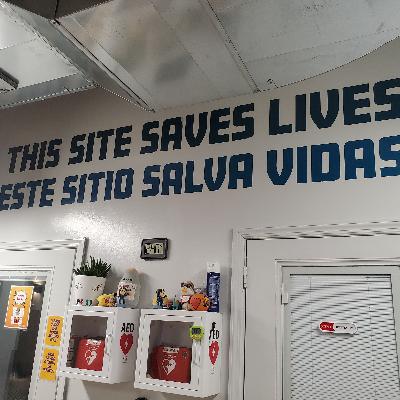 THIS SITE SAVES LIVES
ESTE SITIO SALVA VIDAS
AED
AED